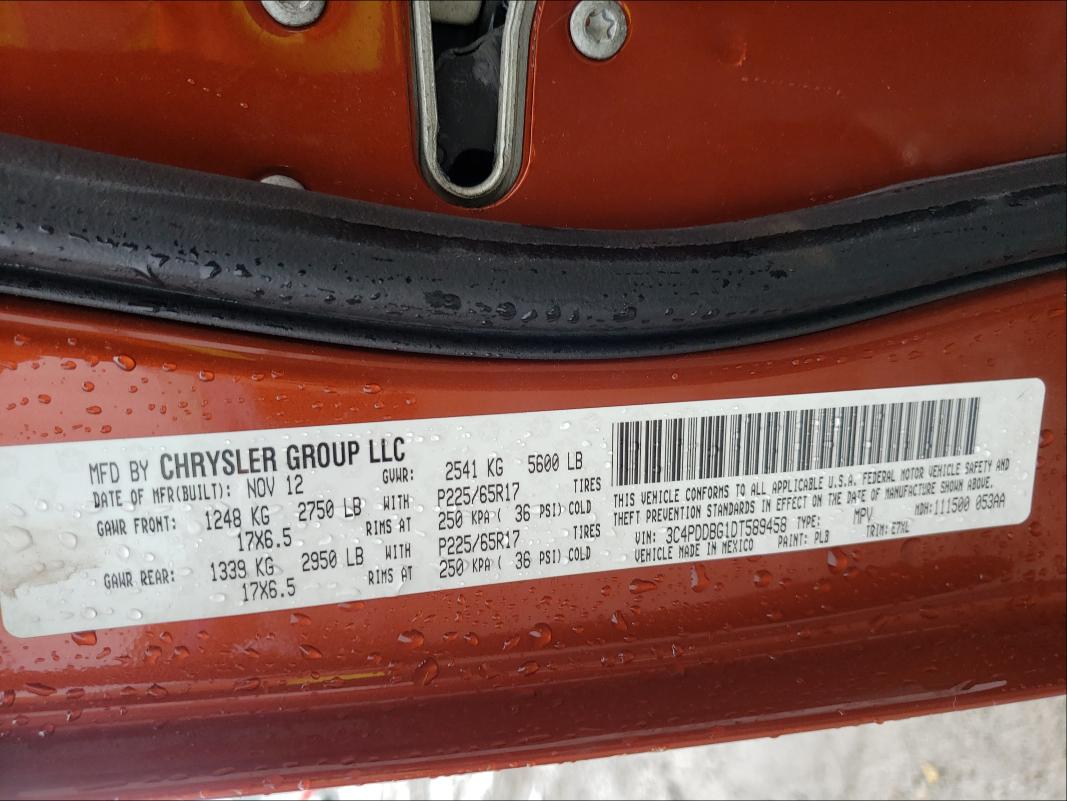 MFD BY CHRYSLER GROUP LLC
DATE OF MFR(BUILT): NOV 12 GVWR: 2541 KG 5600 LB
GAWR FRONT: 1248 KG 2750 LB WITH P225/65R17 TIRES
17X6.5 RIMS AT 250 KPA ( 36 PSI) COLD
GAWR REAR: 1339 KG 2950 LB WITH P225/65R17 TIRES
17X6.5 RIMS AT 250 KPA ( 36 PSI) COLD
THIS VEHICLE CONFORMS TO ALL APPLICABLE U.S.A. FEDERAL MOTOR VEHICLE SAFETY AND
THEFT PREVENTION STANDARDS IN EFFECT ON THE DATE OF MANUFACTURE SHOWN ABOVE.
VIN: 3C4PDDBG1DT589458 TYPE: MPV MDH: 111500 053AA
VEHICLE MADE IN MEXICO PAINT: PLB TRIM: E7XL